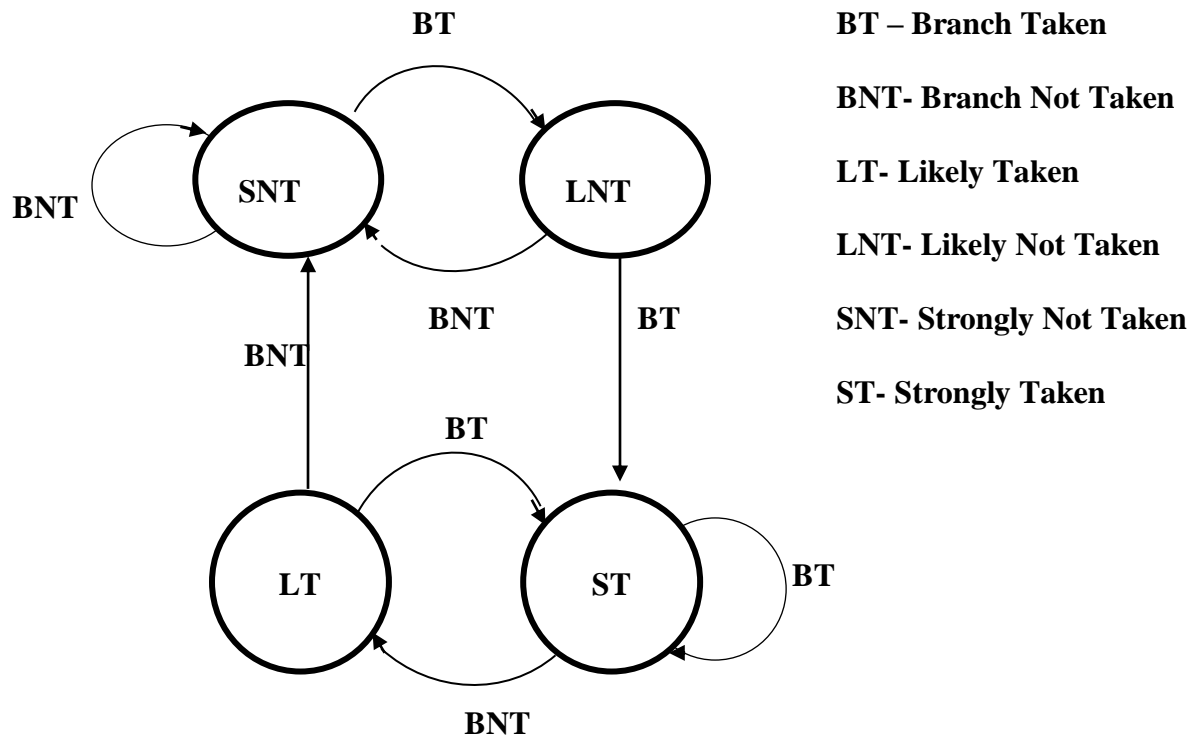 BT
BT – Branch Taken
BNT- Branch Not Taken
LT- Likely Taken
LNT- Likely Not Taken
SNT- Strongly Not Taken
ST- Strongly Taken
SNT
LNT
BNT
BNT
BT
BNT
BT
LT
ST
BT
BNT